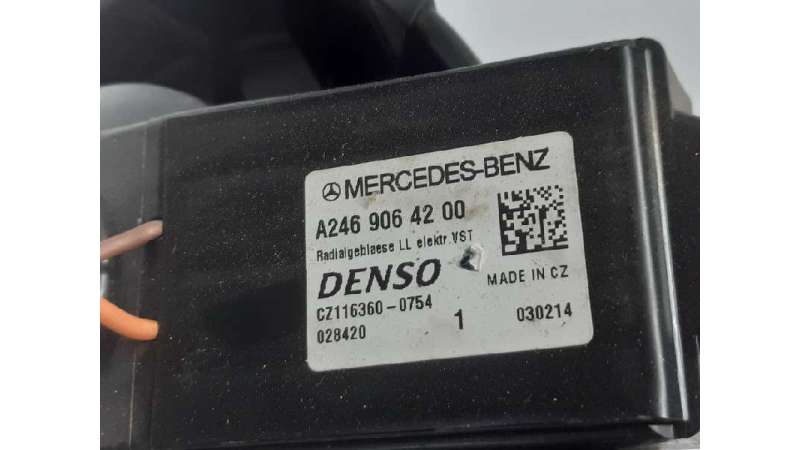 MERCEDES-BENZ
A246 906 42 00
Radialgeblaese LL elektr.VST
DENSO
MADE IN CZ
CZ116360-0754
028420 1 030214